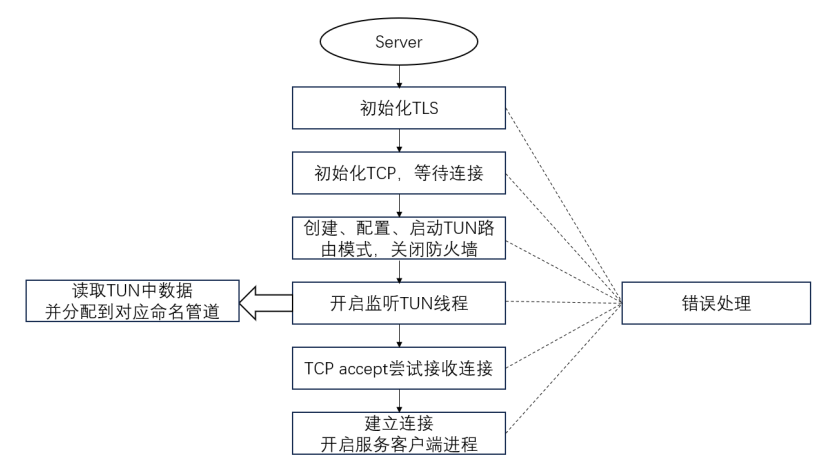 Server
初始化TLS
初始化TCP，等待连接
创建、配置、启动TUN路
由模式，关闭防火墙
读取TUN中数据
并分配到对应命名管道
开启监听TUN线程
错误处理
TCP accept尝试接收连接
建立连接
开启服务客户端进程